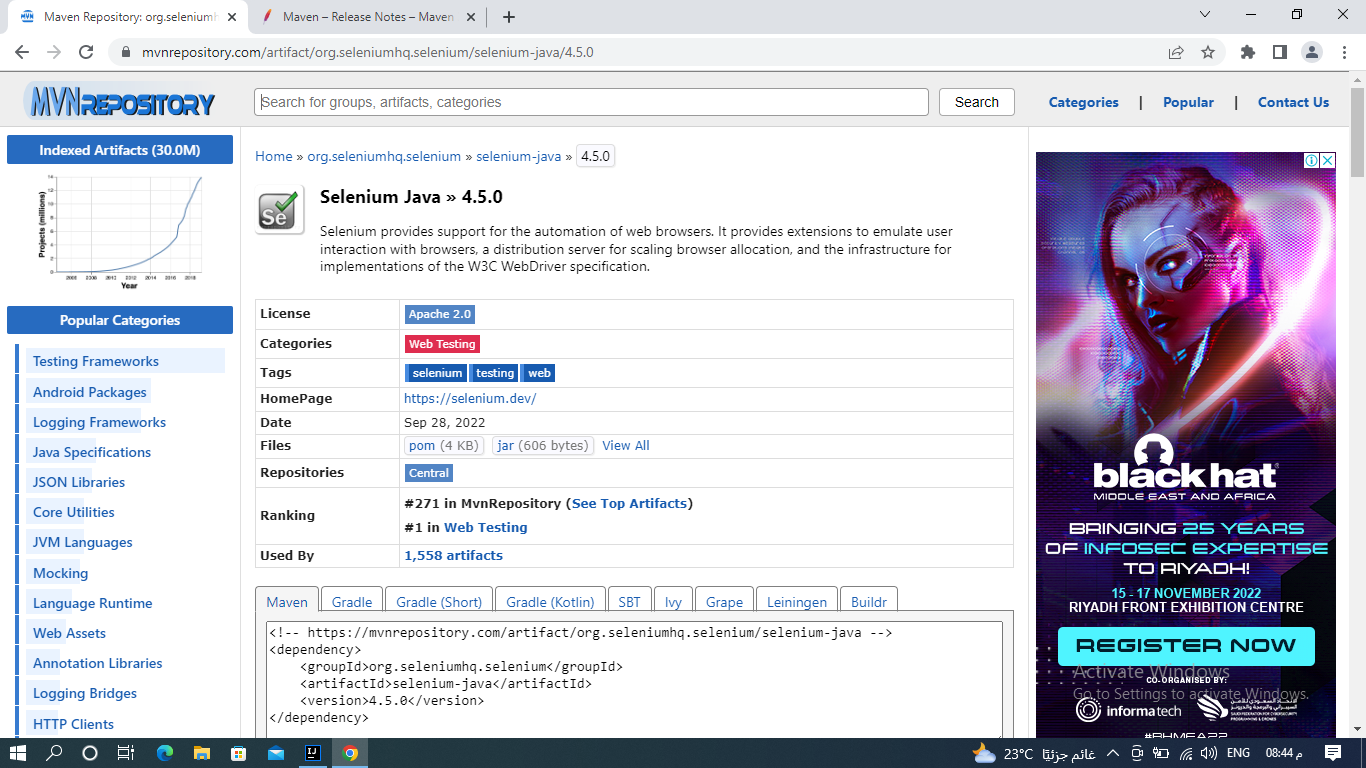 Maven Repository: org.seleniumh
Maven – Release Notes – Maven
mvnrepository.com/artifact/org.seleniumhq.selenium/selenium-java/4.5.0
MVNREPOSITORY
Search for groups, artifacts, categories
Search
Categories | Popular | Contact Us
Indexed Artifacts (30.0M)
Projects (millions)
14
12
10
8
6
4
2
0
Year
Popular Categories
Testing Frameworks
Android Packages
Logging Frameworks
Java Specifications
JSON Libraries
Core Utilities
JVM Languages
Mocking
Language Runtime
Web Assets
Annotation Libraries
Logging Bridges
HTTP Clients
Home » org.seleniumhq.selenium » selenium-java » 4.5.0
Se
Selenium Java » 4.5.0
Selenium provides support for the automation of web browsers. It provides extensions to emulate user
interaction with browsers, a distribution server for scaling browser allocation, and the infrastructure for
implementations of the W3C WebDriver specification.
License Apache 2.0
Categories Web Testing
Tags selenium testing web
HomePage https://selenium.dev/
Date Sep 28, 2022
Files pom (4 KB) jar (606 bytes) View All
Repositories Central
Ranking #271 in MvnRepository (See Top Artifacts)
#1 in Web Testing
Used By 1,558 artifacts
Maven Gradle Gradle (Short) Gradle (Kotlin) SBT Ivy Grape Leiningen Buildr
<!-- https://mvnrepository.com/artifact/org.seleniumhq.selenium/selenium-java -->
<dependency>
    <groupId>org.seleniumhq.selenium</groupId>
    <artifactId>selenium-java</artifactId>
    <version>4.5.0</version>
</dependency>
black hat
MIDDLE EAST AND AFRICA
BRINGING 25 YEARS
OF INFOSEC EXPERTISE
TO RIYADH!
15 - 17 NOVEMBER 2022
RIYADH FRONT EXHIBITION CENTRE
REGISTER NOW
Activate Windows
CO-ORGANISED BY:
Go to Settings to activate Windows.
informa tech
#BHMEA22
23°C غائم جزئيًا
ENG
08:44 م